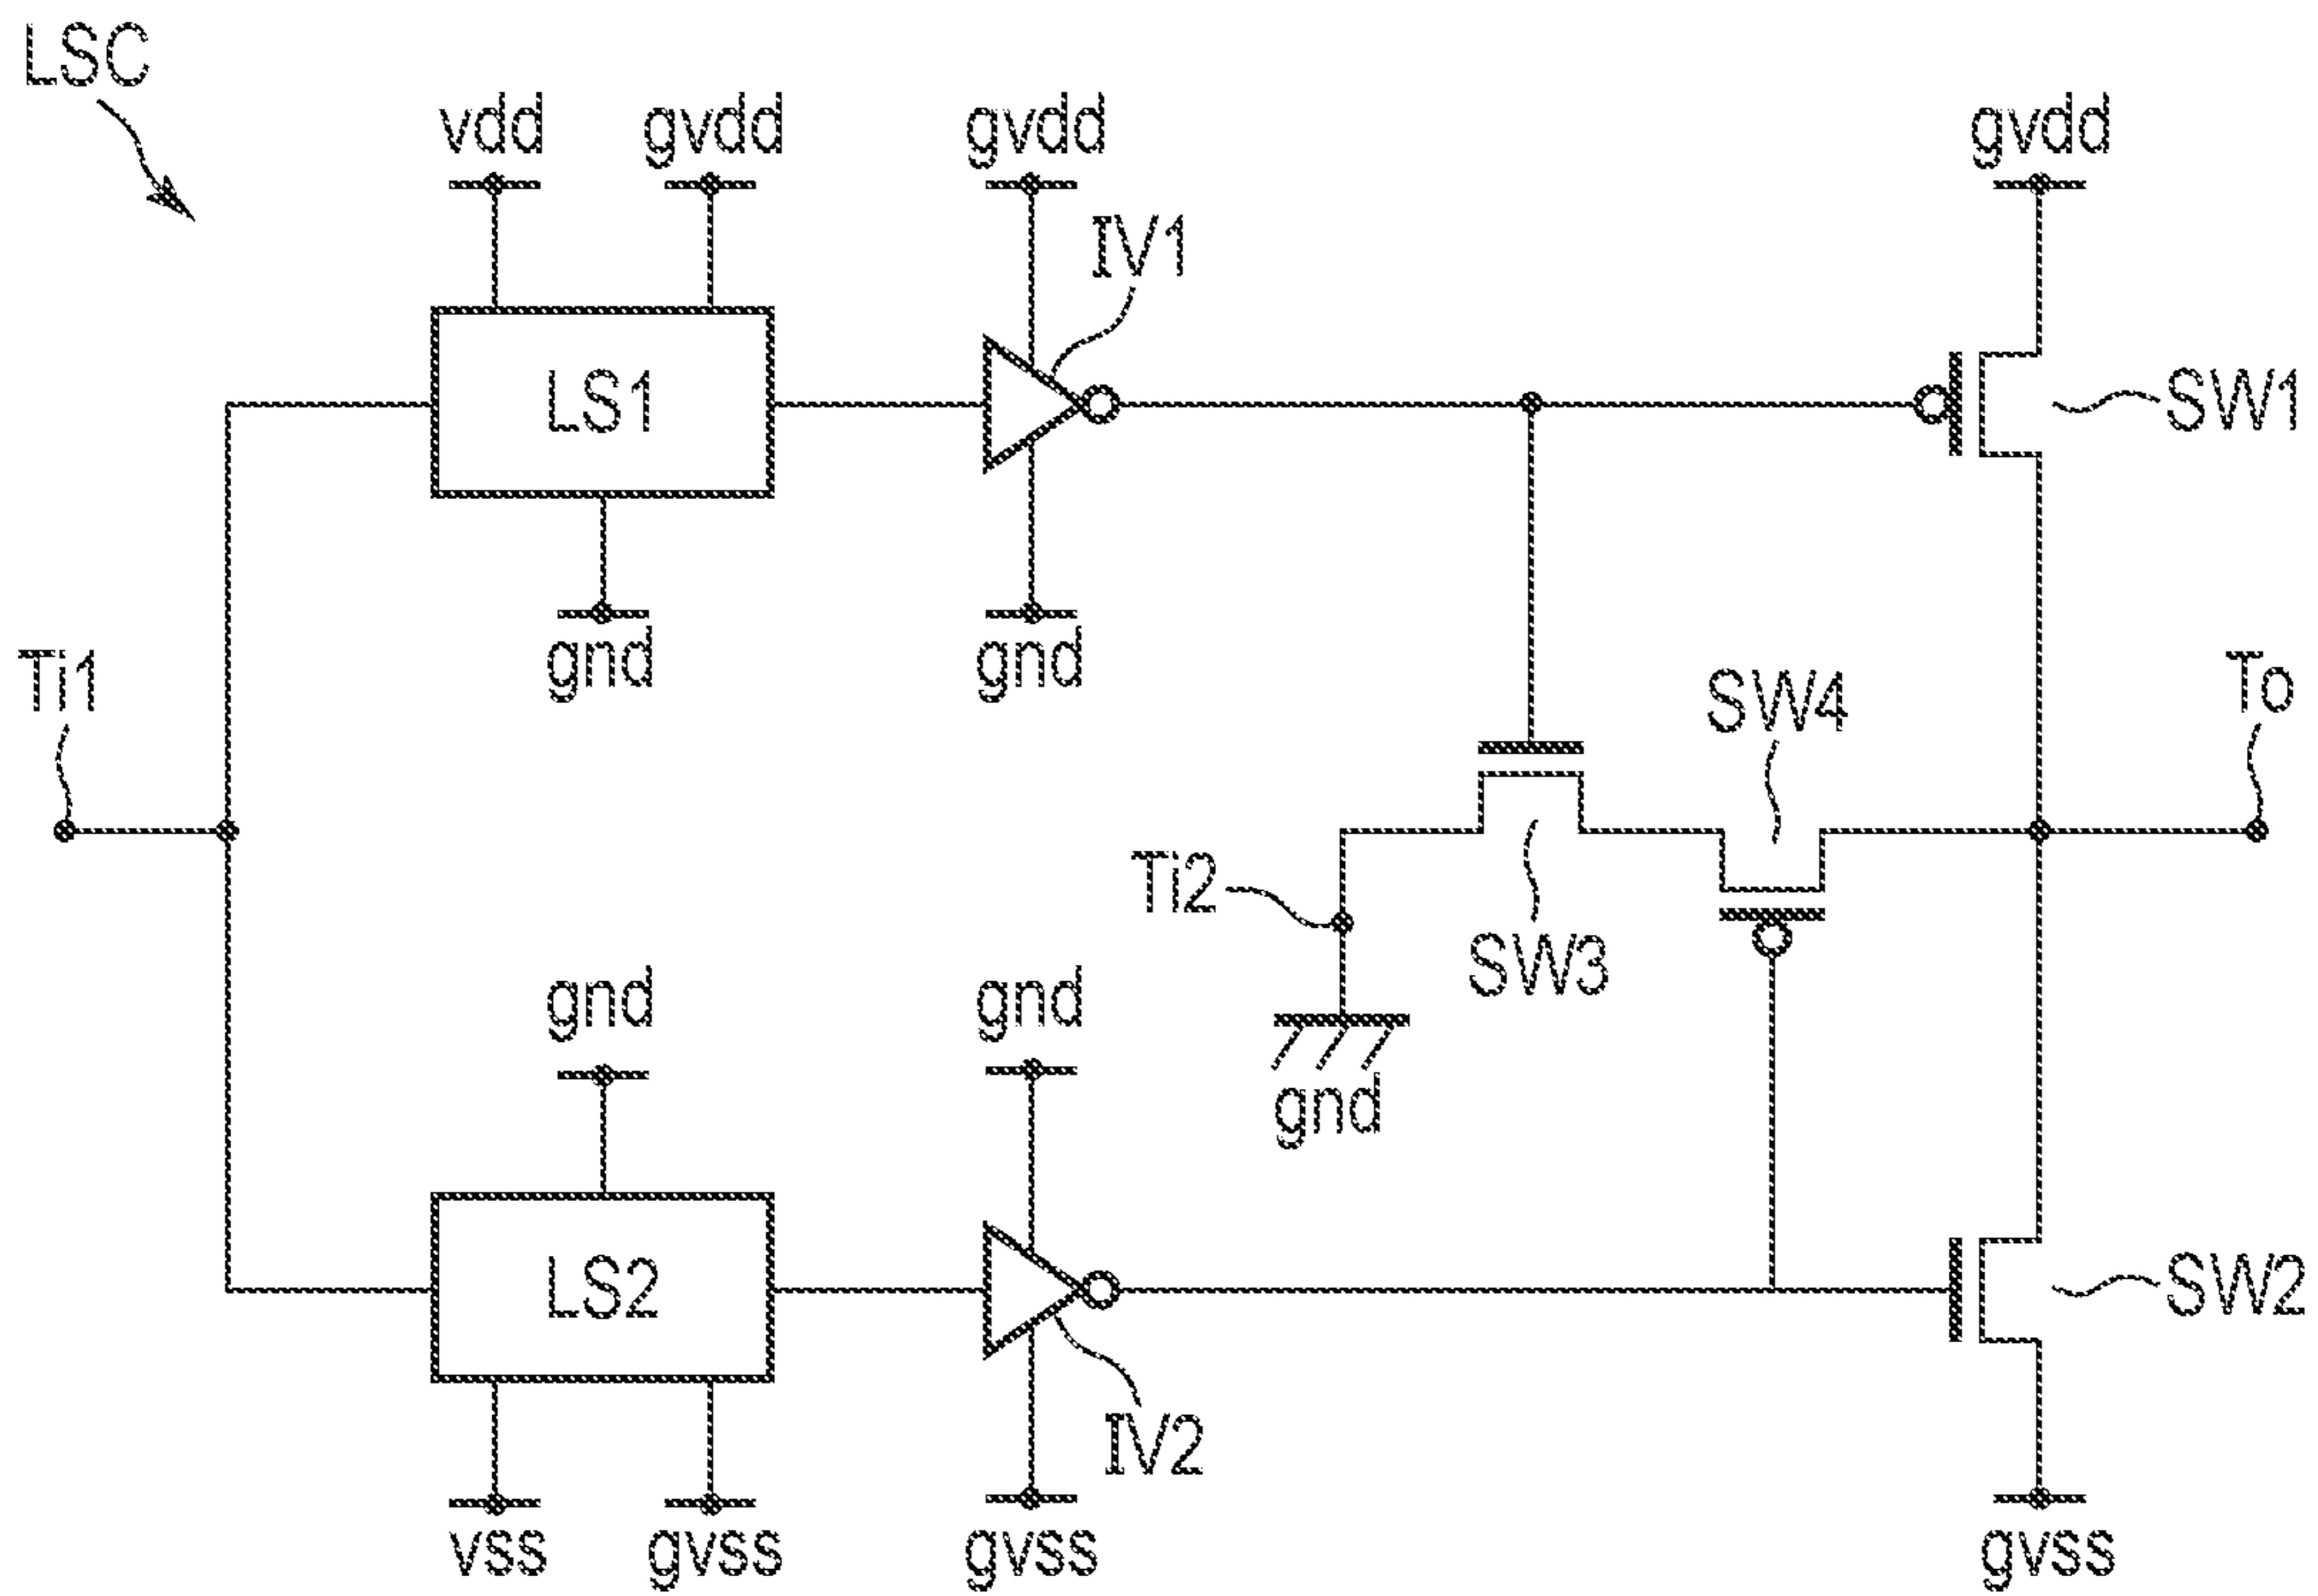 LSC
vdd
gvdd
gvdd
gvdd
IV1
LS1
SW1
gnd
gnd
Ti1
SW4
To
Ti2
SW3
gnd
gnd
gnd
LS2
SW2
IV2
vss
gvss
gvss
gvss